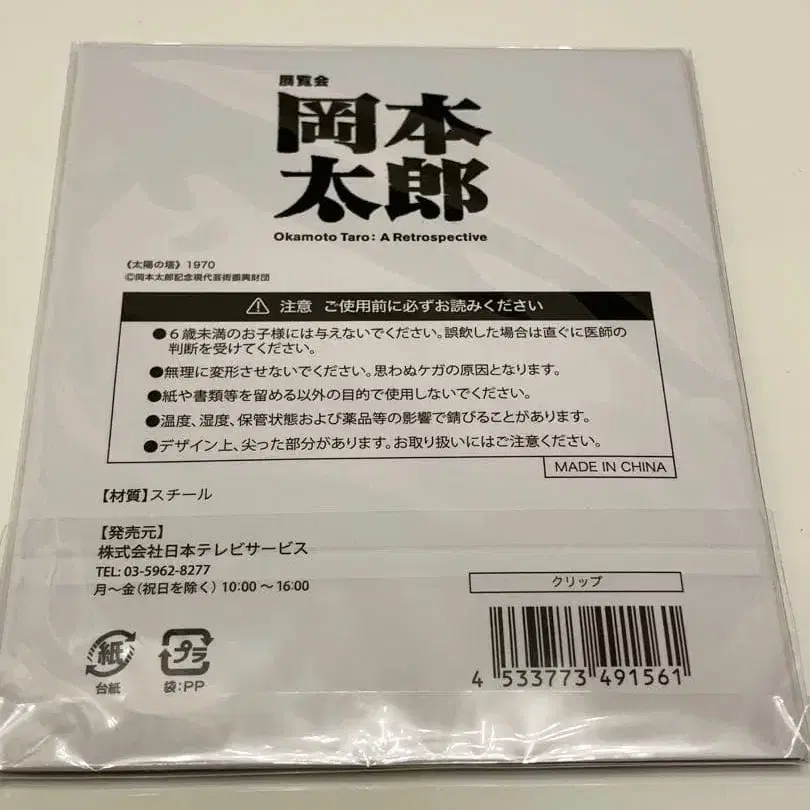 展覧会
岡本
太郎
Okamoto Taro: A Retrospective
《太陽の塔》1970
©岡本太郎記念現代芸術振興財団
注意 ご使用前に必ずお読みください
●6歳未満のお子様には与えないでください。誤飲した場合は直ぐに医師の
判断を受けてください。
●無理に変形させないでください。思わぬケガの原因となります。
●紙や書類等を留める以外の目的で使用しないでください。
●温度、湿度、保管状態および薬品等の影響で錆びることがあります。
●デザイン上、尖った部分があります。お取り扱いにはご注意ください。
MADE IN CHINA
【材質】スチール
【発売元】
株式会社日本テレビサービス
TEL: 03-5962-8277
月～金(祝日を除く) 10:00～16:00
クリップ
紙
台紙
プラ
袋:PP
4 533773 491561